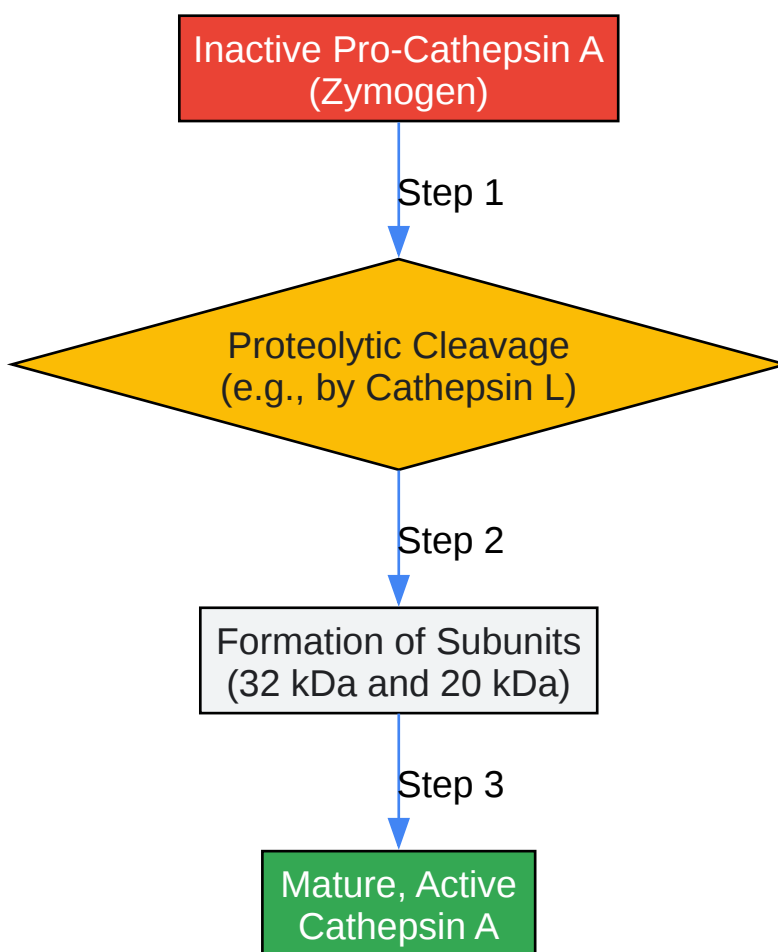 Inactive Pro-Cathepsin A
(Zymogen)
Step 1
Proteolytic Cleavage
(e.g., by Cathepsin L)
Step 2
Formation of Subunits
(32 kDa and 20 kDa)
Step 3
Mature, Active
Cathepsin A